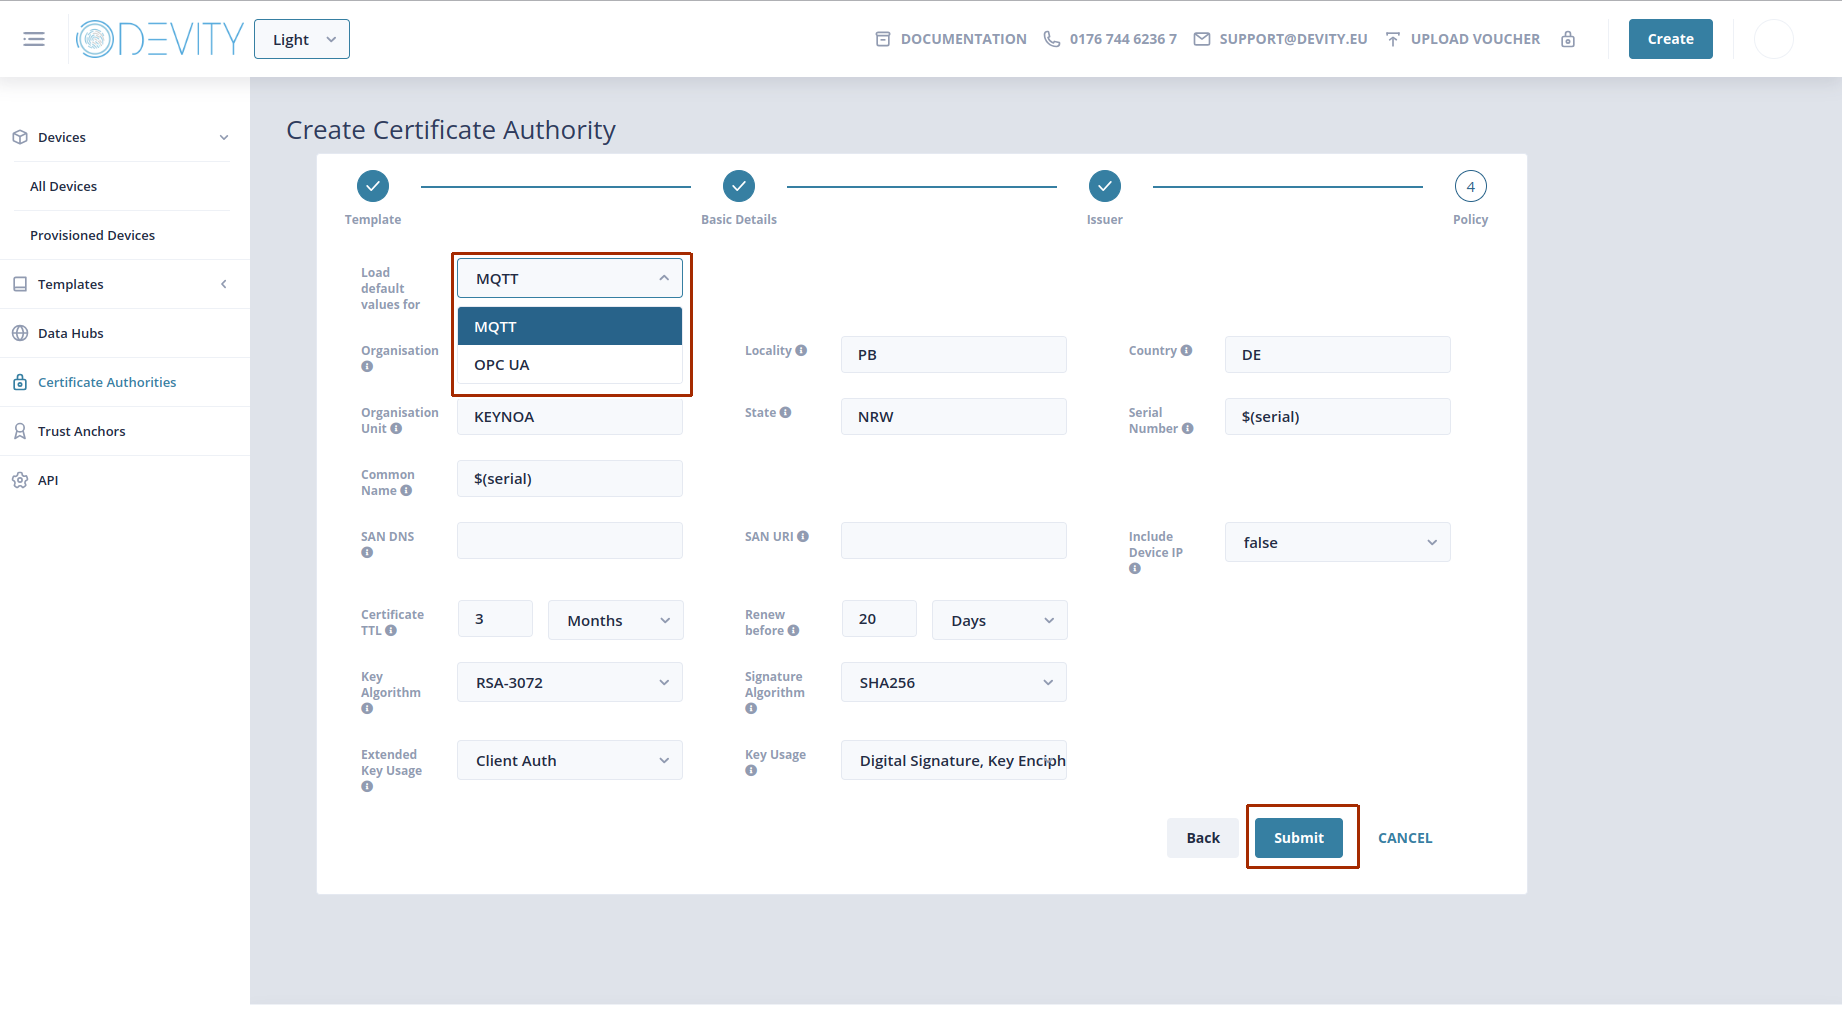 DEVITY
Light
DOCUMENTATION
0176 744 6236 7
SUPPORT@DEVITY.EU
UPLOAD VOUCHER
Create
Devices
All Devices
Provisioned Devices
Templates
Data Hubs
Certificate Authorities
Trust Anchors
API
Create Certificate Authority
4
Template
Basic Details
Issuer
Policy
Load
default
values for
MQTT
MQTT
OPC UA
Organisation
Locality
PB
Country
DE
Organisation
Unit
KEYNOA
State
NRW
Serial
Number
$(serial)
Common
Name
$(serial)
SAN DNS
SAN URI
Include
Device IP
false
Certificate
TTL
3
Months
Renew
before
20
Days
Key
Algorithm
RSA-3072
Signature
Algorithm
SHA256
Extended
Key Usage
Client Auth
Key Usage
Digital Signature, Key Enciph
Back
Submit
CANCEL